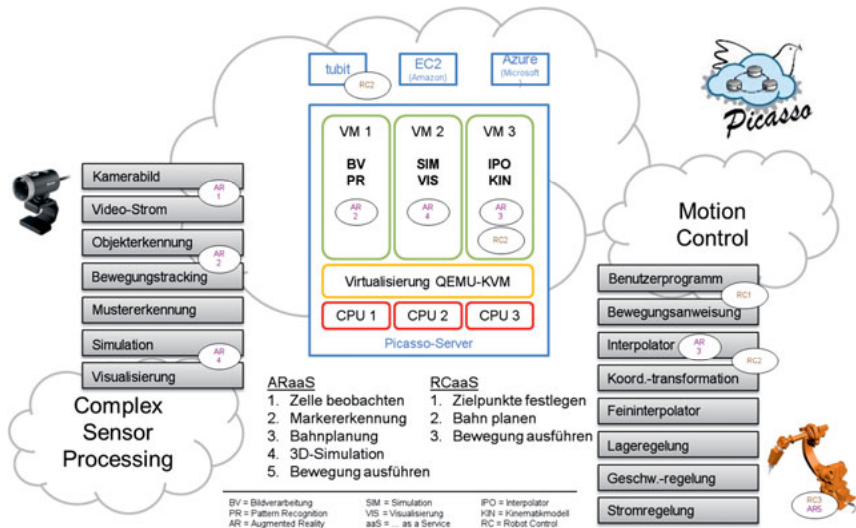 tubit
EC2
(Amazon)
Azure
(Microsoft
)
RC2
Picasso
VM 1
VM 2
VM 3
BV
PR
SIM
VIS
IPO
KIN
AR
2
AR
4
AR
3
RC2
Virtualisierung QEMU-KVM
CPU 1
CPU 2
CPU 3
Picasso-Server
Kamerabild
AR
1
Video-Strom
Objekterkennung
AR
2
Bewegungstracking
Mustererkennung
Simulation
AR
4
Visualisierung
Complex
Sensor
Processing
Motion
Control
Benutzerprogramm
RC1
Bewegungsanweisung
Interpolator
AR
3
RC2
Koord.-transformation
Feininterpolator
Lageregelung
Geschw.-regelung
Stromregelung
RC3
AR5
ARaaS
1. Zelle beobachten
2. Markererkennung
3. Bahnplanung
4. 3D-Simulation
5. Bewegung ausführen
RCaaS
1. Zielpunkte festlegen
2. Bahn planen
3. Bewegung ausführen
BV = Bildverarbeitung
PR = Pattern Recognition
AR = Augmented Reality
SIM = Simulation
VIS = Visualisierung
aaS = ... as a Service
IPO = Interpolator
KIN = Kinematikmodell
RC = Robot Control